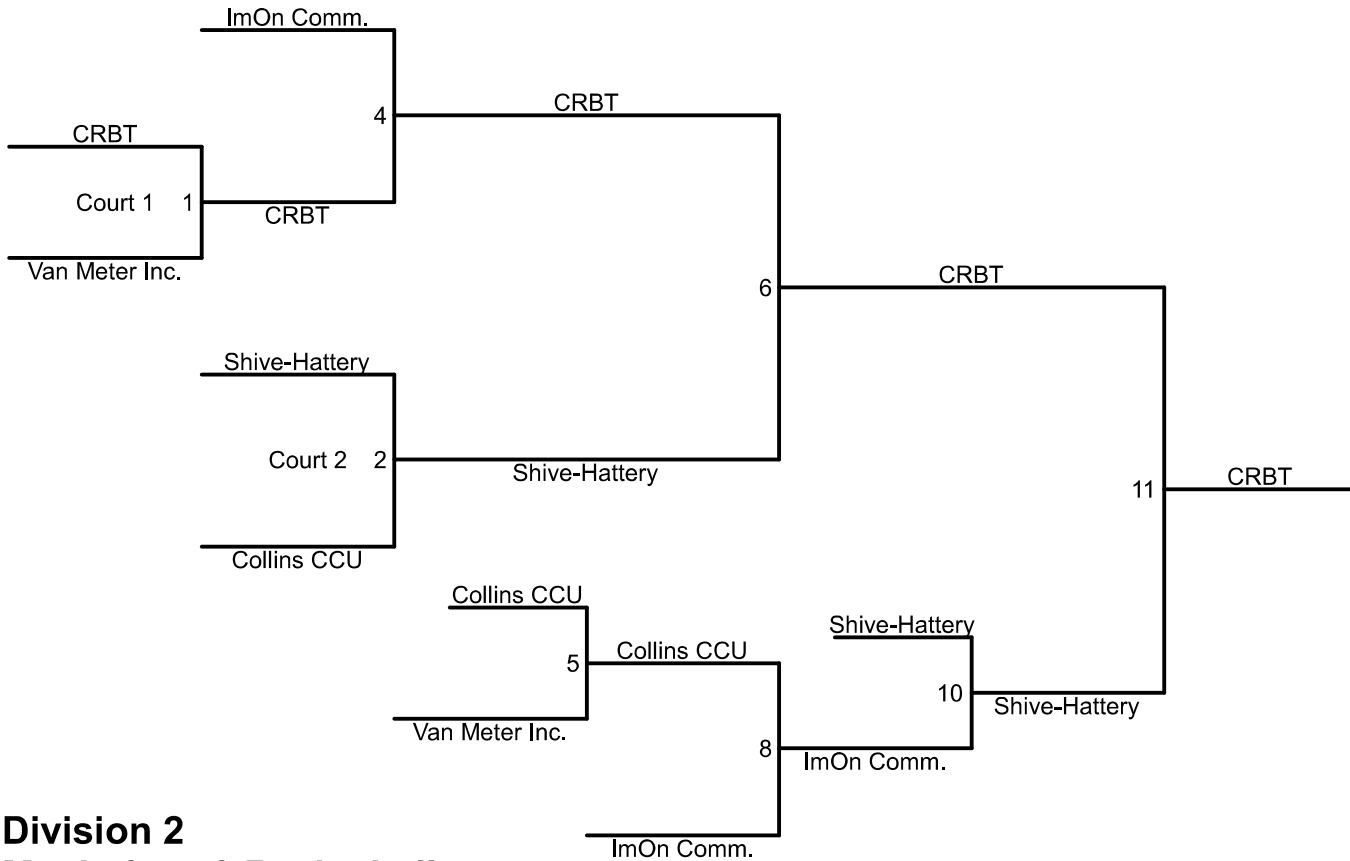 ImOn Comm.
4
CRBT
CRBT
Court 1 1
CRBT
Van Meter Inc.
6
CRBT
Shive-Hattery
Court 2 2
Shive-Hattery
Collins CCU
11
CRBT
Collins CCU
5
Collins CCU
Shive-Hattery
10
Shive-Hattery
Van Meter Inc.
8
ImOn Comm.
ImOn Comm.
Division 2